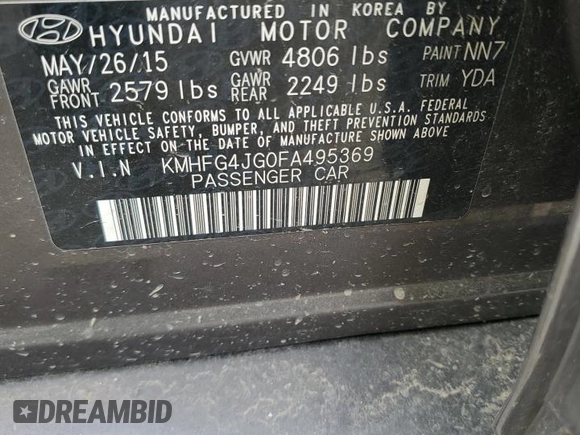 MANUFACTURED IN KOREA BY
HYUNDAI MOTOR COMPANY
MAY/26/15 GVWR 4806 lbs PAINT NN7
GAWR FRONT 2579 lbs GAWR REAR 2249 lbs TRIM YDA
THIS VEHICLE CONFORMS TO ALL APPLICABLE U.S.A. FEDERAL
MOTOR VEHICLE SAFETY, BUMPER, AND THEFT PREVENTION STANDARDS
IN EFFECT ON THE DATE OF MANUFACTURE SHOWN ABOVE.
V.I.N KMHFG4JG0FA495369
PASSENGER CAR
DREAMBID